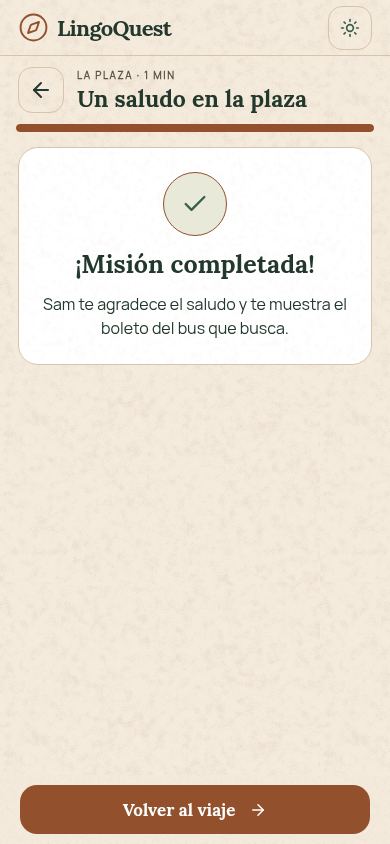 LingoQuest
LA PLAZA · 1 MIN
Un saludo en la plaza
¡Misión completada!
Sam te agradece el saludo y te muestra el
boleto del bus que busca.
Volver al viaje